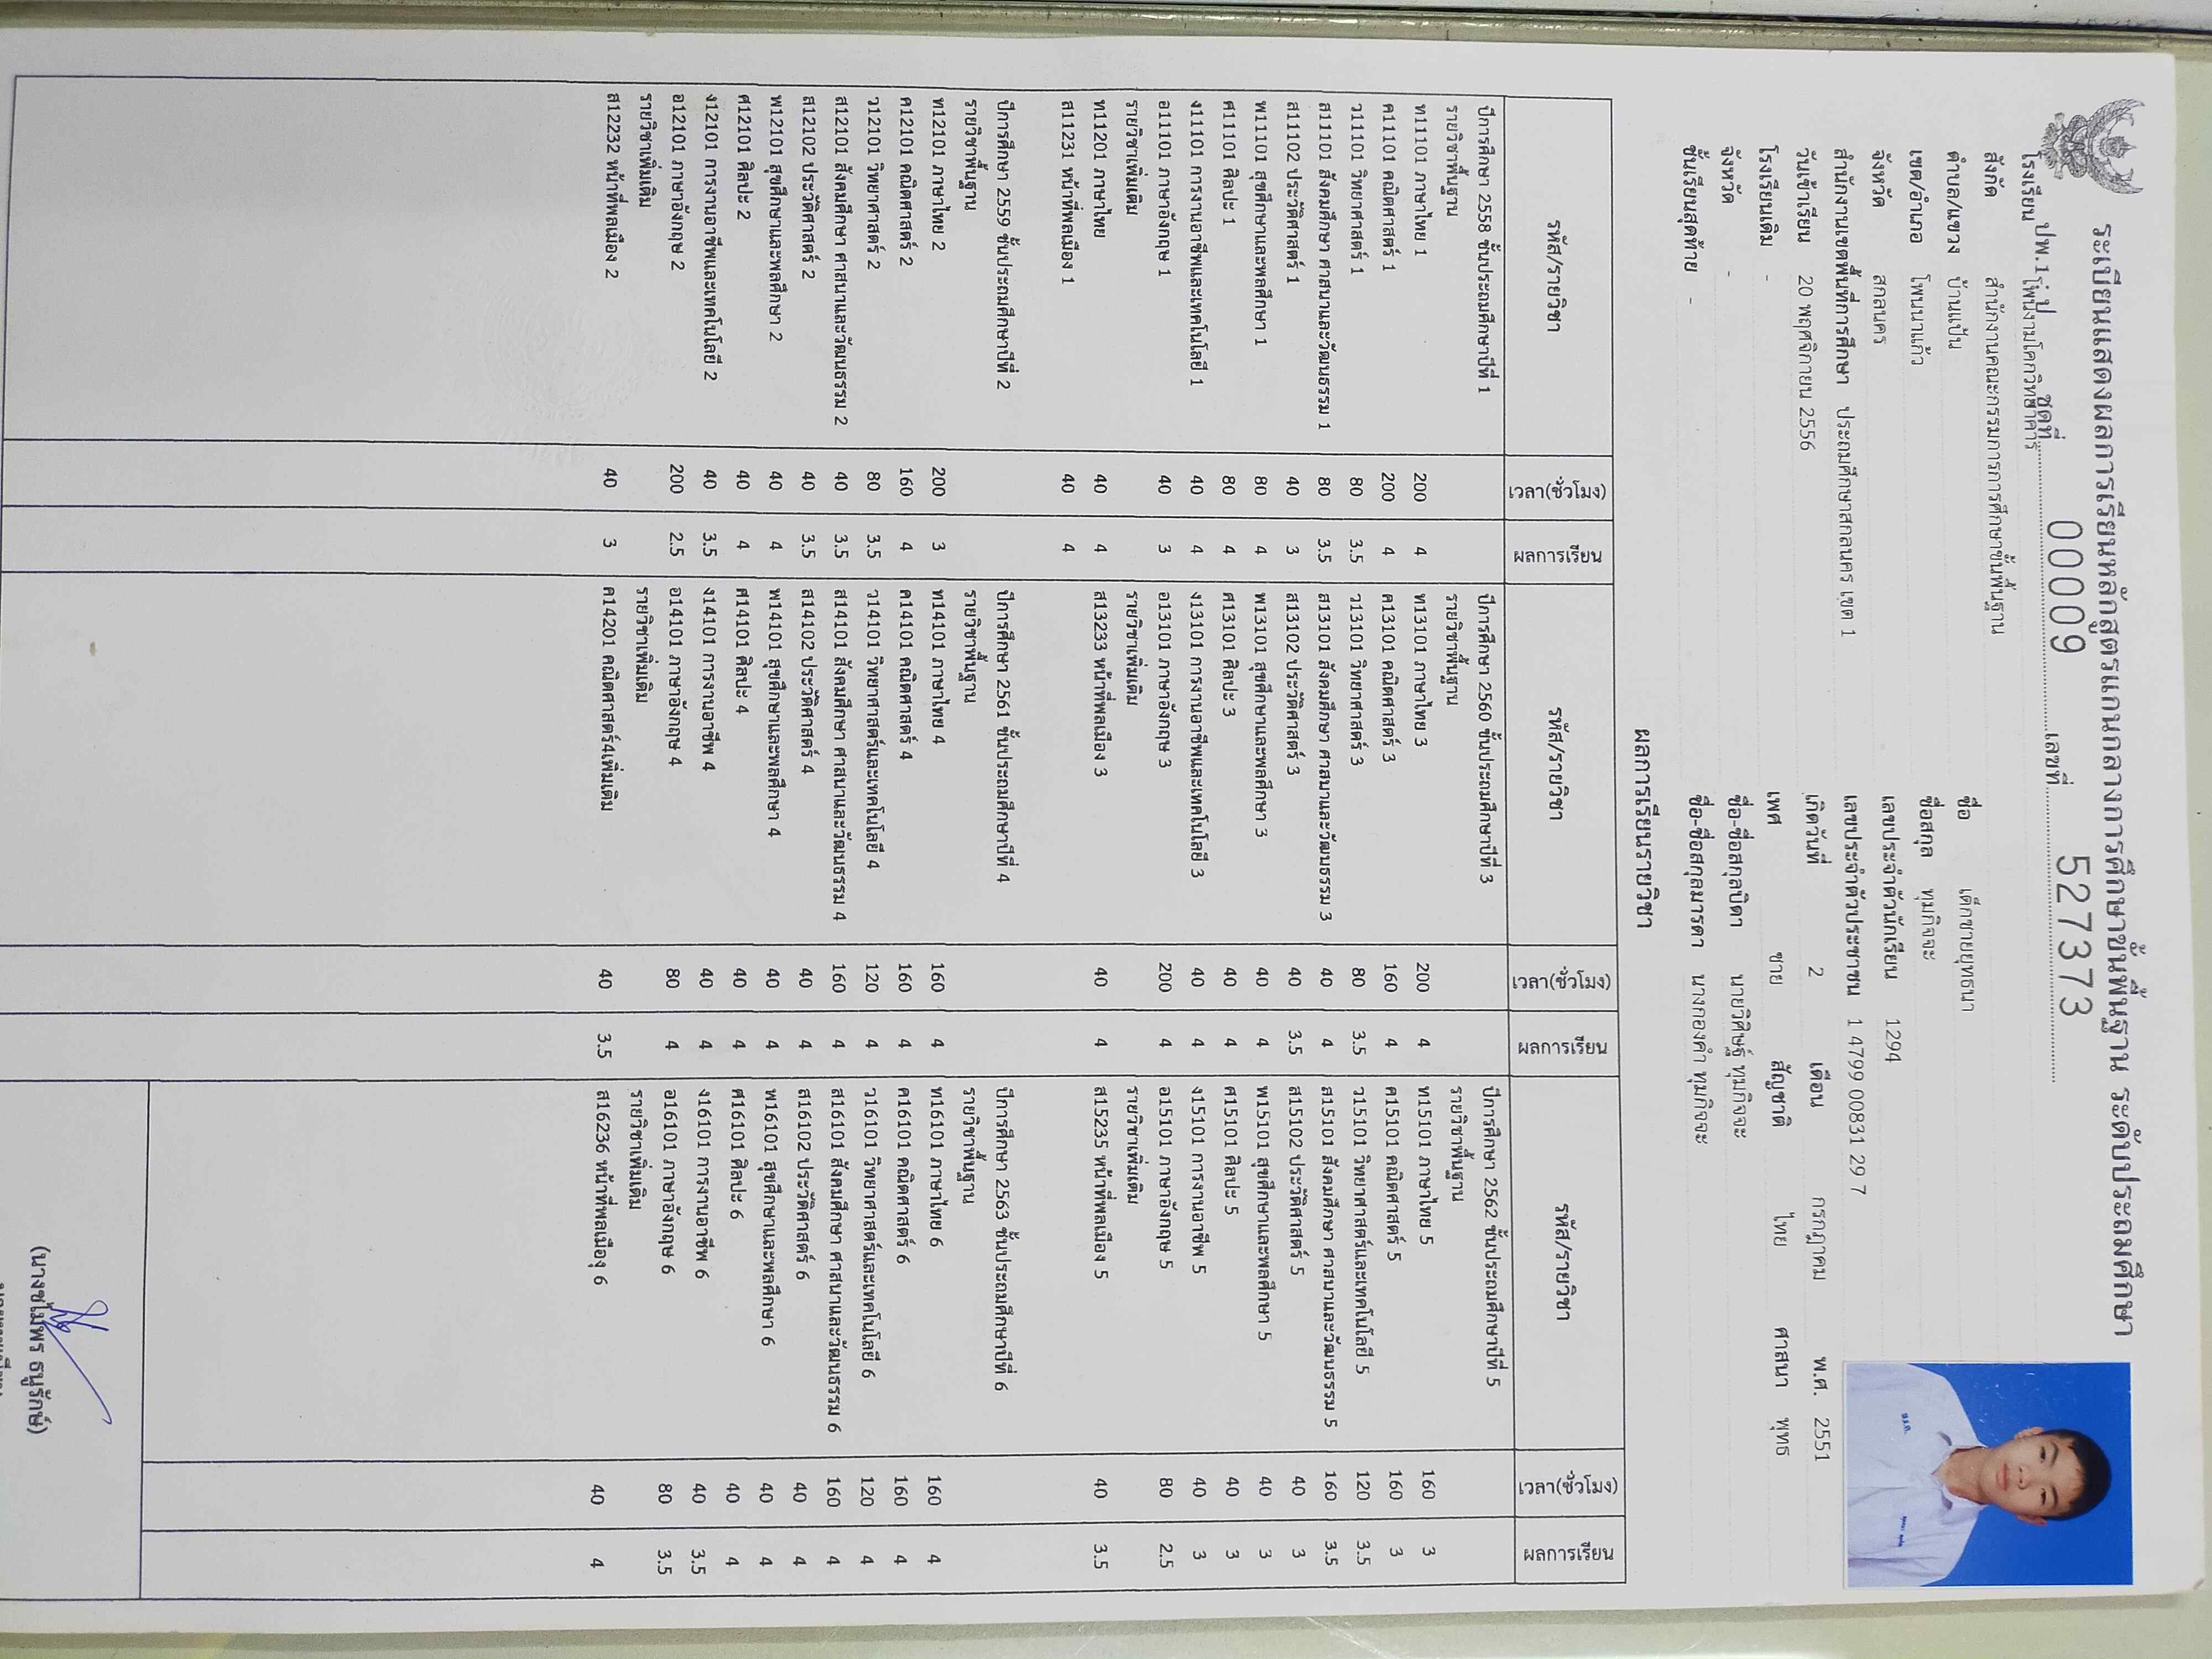 ระเบียนแสดงผลการเรียนหลักสูตรแกนกลางการศึกษาขั้นพื้นฐาน ระดับประถมศึกษา
ปพ.1 : ป ชุดที่ 00009 เลขที่ 527373
โรงเรียน โพนงามโคกวิทยาคาร
สังกัด สำนักงานคณะกรรมการการศึกษาขั้นพื้นฐาน
ตำบล/แขวง บ้านแป้น
เขต/อำเภอ โพนนาแก้ว
จังหวัด สกลนคร
สำนักงานเขตพื้นที่การศึกษา ประถมศึกษาสกลนคร เขต 1
วันเข้าเรียน 20 พฤศจิกายน 2556
โรงเรียนเดิม -
จังหวัด -
ชั้นเรียนสุดท้าย -
ชื่อ เด็กชายยุทธนา
ชื่อสกุล ทุมกิจจะ
เลขประจำตัวนักเรียน 1294
เลขประจำตัวประชาชน 1 4799 00831 29 7
เกิดวันที่ 2 เดือน กรกฎาคม พ.ศ. 2551
เพศ ชาย สัญชาติ ไทย ศาสนา พุทธ
ชื่อ-ชื่อสกุลบิดา นายวิศิษฐ์ ทุมกิจจะ
ชื่อ-ชื่อสกุลมารดา นางกองคำ ทุมกิจจะ
ผลการเรียนรายวิชา
รหัส/รายวิชา เวลา(ชั่วโมง) ผลการเรียน
ปีการศึกษา 2558 ชั้นประถมศึกษาปีที่ 1
รายวิชาพื้นฐาน
ท11101 ภาษาไทย 1 200 4
ค11101 คณิตศาสตร์ 1 200 4
ว11101 วิทยาศาสตร์ 1 80 3.5
ส11101 สังคมศึกษา ศาสนาและวัฒนธรรม 1 80 3.5
ส11102 ประวัติศาสตร์ 1 40 3
พ11101 สุขศึกษาและพลศึกษา 1 80 4
ศ11101 ศิลปะ 1 80 4
ง11101 การงานอาชีพและเทคโนโลยี 1 40 4
อ11101 ภาษาอังกฤษ 1 40 3
รายวิชาเพิ่มเติม
ท11201 ภาษาไทย 40 4
ส11231 หน้าที่พลเมือง 1 40 4
ปีการศึกษา 2559 ชั้นประถมศึกษาปีที่ 2
รายวิชาพื้นฐาน
ท12101 ภาษาไทย 2 200 3
ค12101 คณิตศาสตร์ 2 160 4
ว12101 วิทยาศาสตร์ 2 80 3.5
ส12101 สังคมศึกษา ศาสนาและวัฒนธรรม 2 40 3.5
ส12102 ประวัติศาสตร์ 2 40 3.5
พ12101 สุขศึกษาและพลศึกษา 2 40 4
ศ12101 ศิลปะ 2 40 4
ง12101 การงานอาชีพและเทคโนโลยี 2 40 3.5
อ12101 ภาษาอังกฤษ 2 200 2.5
รายวิชาเพิ่มเติม
ส12232 หน้าที่พลเมือง 2 40 3
รหัส/รายวิชา เวลา(ชั่วโมง) ผลการเรียน
ปีการศึกษา 2560 ชั้นประถมศึกษาปีที่ 3
รายวิชาพื้นฐาน
ท13101 ภาษาไทย 3 200 4
ค13101 คณิตศาสตร์ 3 160 4
ว13101 วิทยาศาสตร์ 3 80 3.5
ส13101 สังคมศึกษา ศาสนาและวัฒนธรรม 3 40 4
ส13102 ประวัติศาสตร์ 3 40 3.5
พ13101 สุขศึกษาและพลศึกษา 3 40 4
ศ13101 ศิลปะ 3 40 4
ง13101 การงานอาชีพและเทคโนโลยี 3 40 4
อ13101 ภาษาอังกฤษ 3 200 4
รายวิชาเพิ่มเติม
ส13233 หน้าที่พลเมือง 3 40 4
ปีการศึกษา 2561 ชั้นประถมศึกษาปีที่ 4
รายวิชาพื้นฐาน
ท14101 ภาษาไทย 4 160 4
ค14101 คณิตศาสตร์ 4 160 4
ว14101 วิทยาศาสตร์และเทคโนโลยี 4 120 4
ส14101 สังคมศึกษา ศาสนาและวัฒนธรรม 4 160 4
ส14102 ประวัติศาสตร์ 4 40 4
พ14101 สุขศึกษาและพลศึกษา 4 40 4
ศ14101 ศิลปะ 4 40 4
ง14101 การงานอาชีพ 4 40 4
อ14101 ภาษาอังกฤษ 4 80 4
รายวิชาเพิ่มเติม
ค14201 คณิตศาสตร์4เพิ่มเติม 40 3.5
รหัส/รายวิชา เวลา(ชั่วโมง) ผลการเรียน
ปีการศึกษา 2562 ชั้นประถมศึกษาปีที่ 5
รายวิชาพื้นฐาน
ท15101 ภาษาไทย 5 160 3
ค15101 คณิตศาสตร์ 5 160 3
ว15101 วิทยาศาสตร์และเทคโนโลยี 5 120 3.5
ส15101 สังคมศึกษา ศาสนาและวัฒนธรรม 5 160 3.5
ส15102 ประวัติศาสตร์ 5 40 3
พ15101 สุขศึกษาและพลศึกษา 5 40 3
ศ15101 ศิลปะ 5 40 3
ง15101 การงานอาชีพ 5 40 3
อ15101 ภาษาอังกฤษ 5 80 2.5
รายวิชาเพิ่มเติม
ส15235 หน้าที่พลเมือง 5 40 3.5
ปีการศึกษา 2563 ชั้นประถมศึกษาปีที่ 6
รายวิชาพื้นฐาน
ท16101 ภาษาไทย 6 160 4
ค16101 คณิตศาสตร์ 6 160 4
ว16101 วิทยาศาสตร์และเทคโนโลยี 6 120 4
ส16101 สังคมศึกษา ศาสนาและวัฒนธรรม 6 160 4
ส16102 ประวัติศาสตร์ 6 40 4
พ16101 สุขศึกษาและพลศึกษา 6 40 4
ศ16101 ศิลปะ 6 40 4
ง16101 การงานอาชีพ 6 40 3.5
อ16101 ภาษาอังกฤษ 6 80 3.5
รายวิชาเพิ่มเติม
ส16236 หน้าที่พลเมือง 6 40 4
(นางชไมพร ธนูรักษ์)